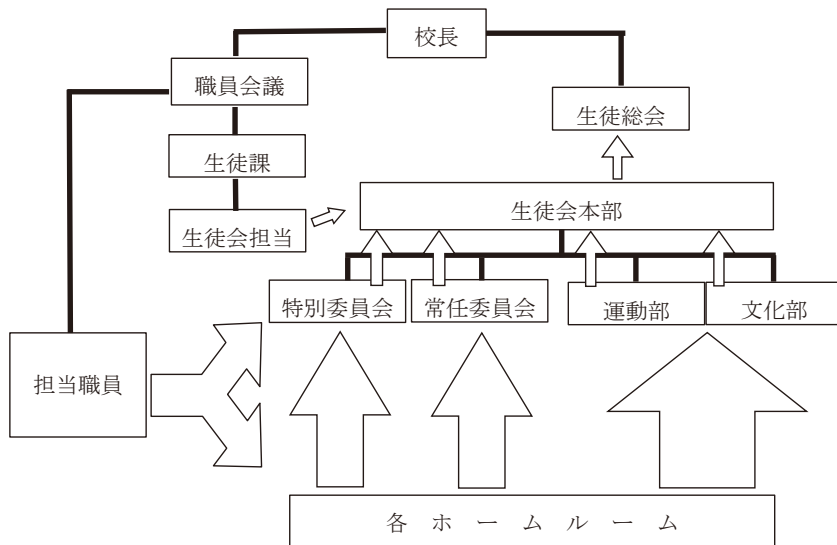 校長
職員会議
生徒総会
生徒課
生徒会本部
生徒会担当
特別委員会
常任委員会
運動部
文化部
担当職員
各ホームルーム